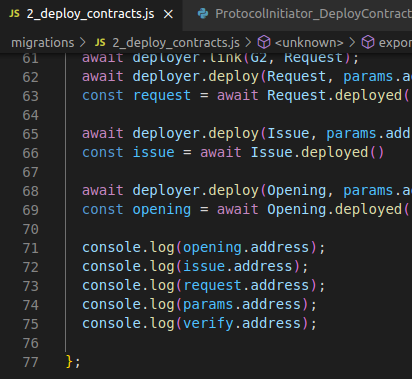 2_deploy_contracts.js ProtocolInitiator_DeployContract
migrations > 2_deploy_contracts.js > <unknown> > expor
61 await deployer.link(G2, Request);
62 await deployer.deploy(Request, params.a
63 const request = await Request.deployed(
64
65 await deployer.deploy(Issue, params.add
66 const issue = await Issue.deployed()
67
68 await deployer.deploy(Opening, params.a
69 const opening = await Opening.deployed(
70
71 console.log(opening.address);
72 console.log(issue.address);
73 console.log(request.address);
74 console.log(params.address);
75 console.log(verify.address);
76
77 };